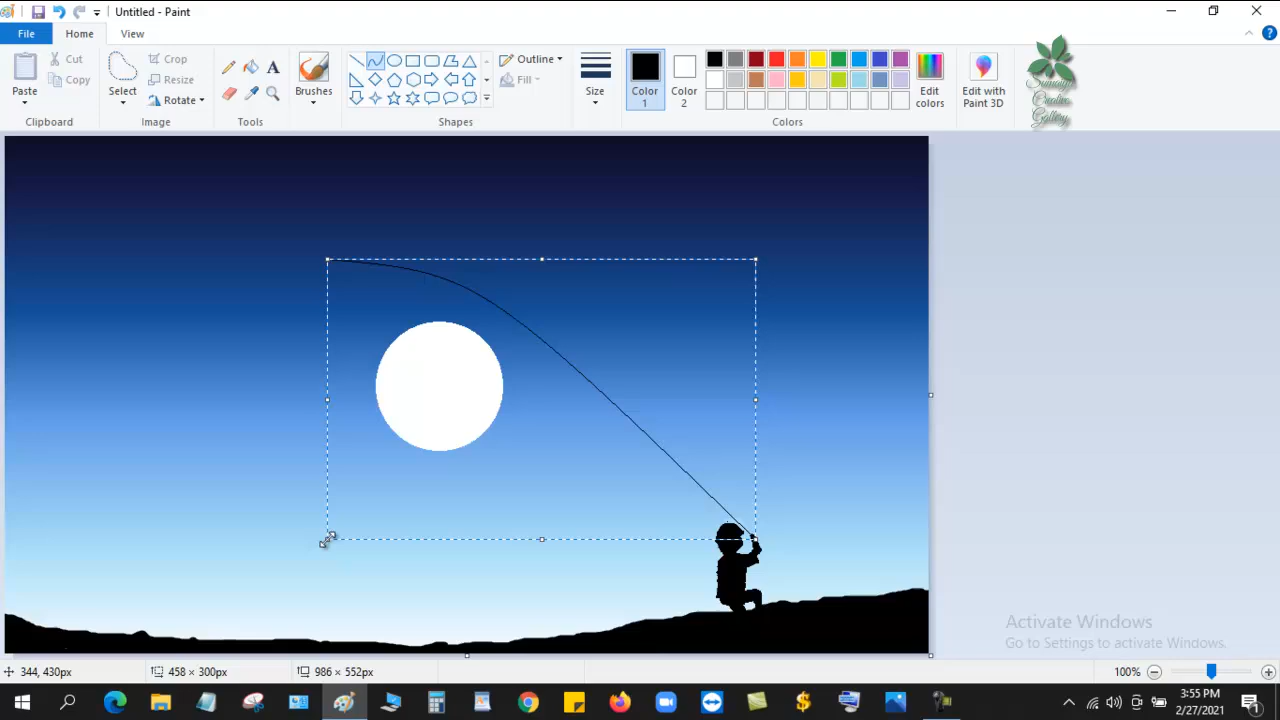 Untitled - Paint
File
Home
View
Paste
Cut
Copy
Clipboard
Select
Crop
Resize
Rotate
Image
A
Tools
Brushes
Outline
Fill
Shapes
Size
Color
1
Color
2
Edit
colors
Colors
Edit with
Paint 3D
Creative
Gallery
Activate Windows
Go to Settings to activate Windows.
344, 430px
458 × 300px
986 × 552px
100%
3:55 PM
2/27/2021